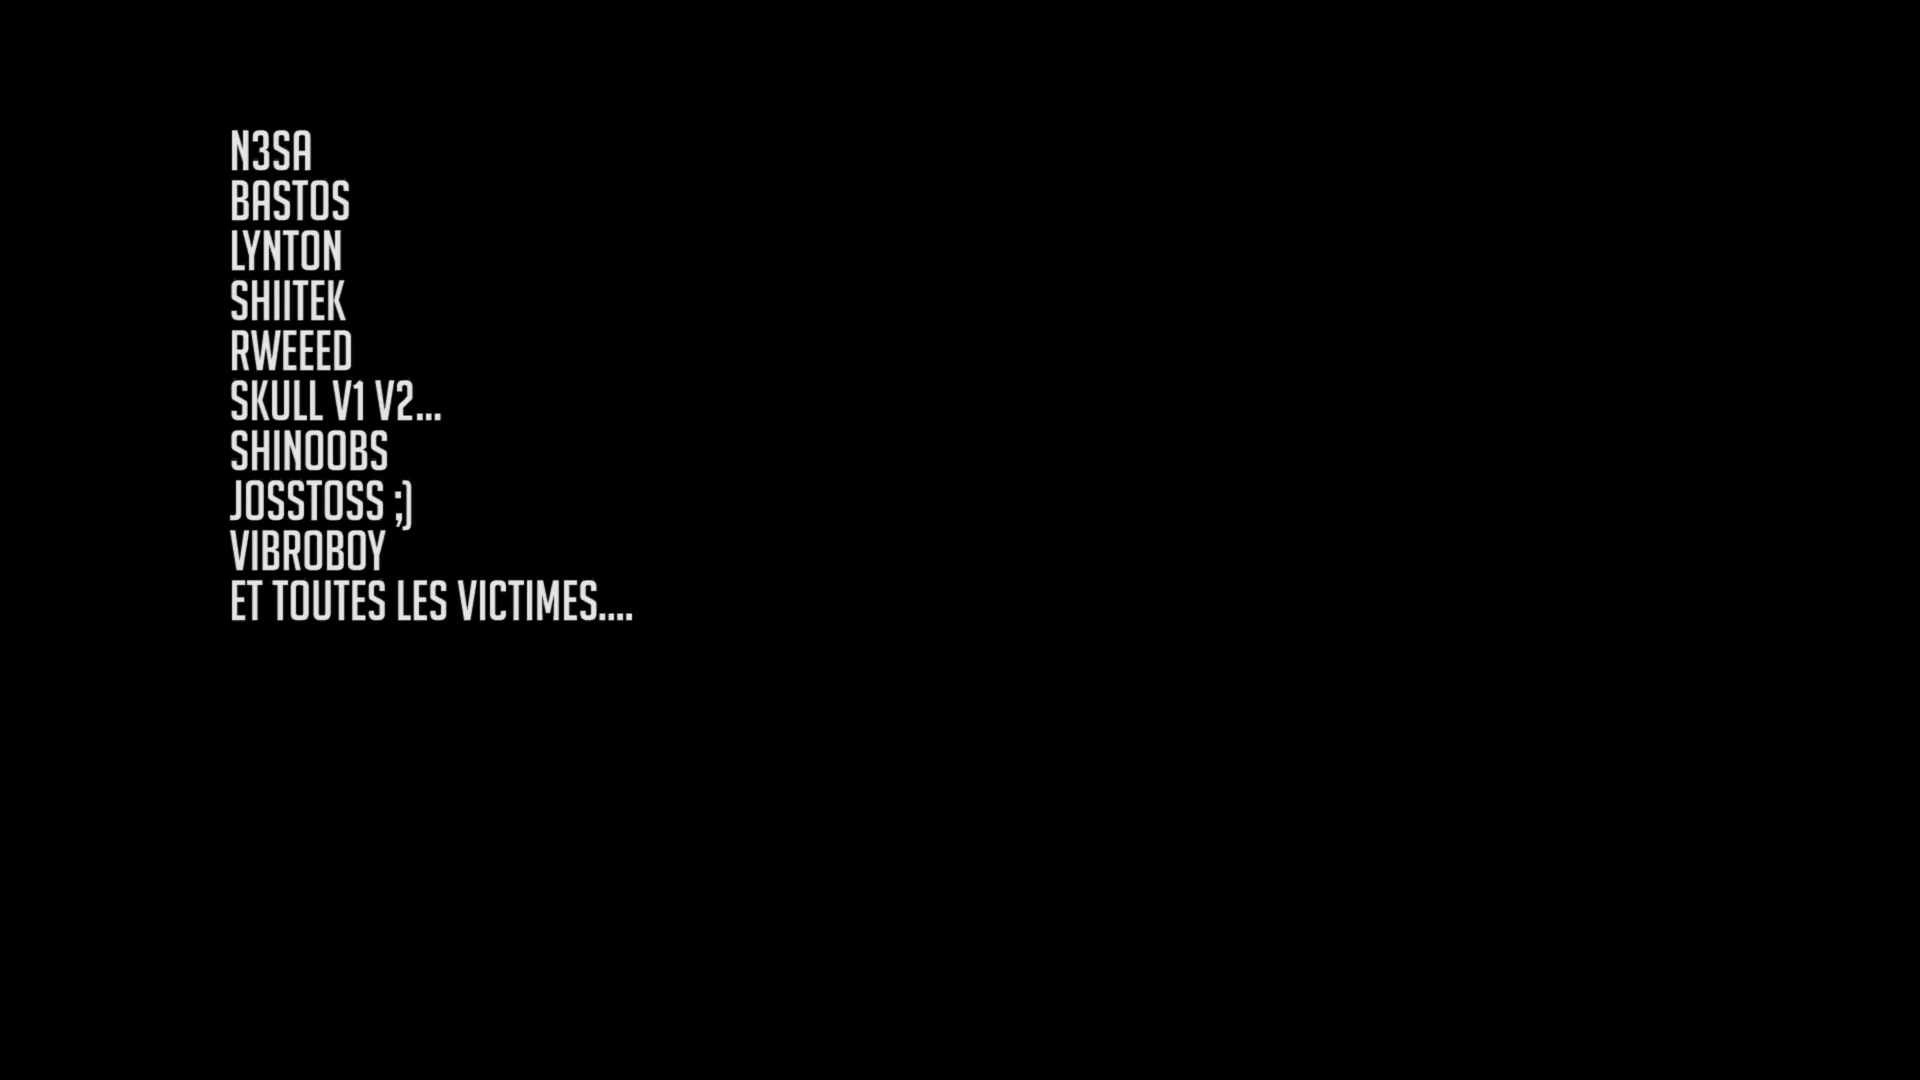 N3SA
BASTOS
LYNTON
SHIITEK
RWEEED
SKULL V1 V2...
SHINOOBS
JOSSTOSS ;)
VIBROBOY
ET TOUTES LES VICTIMES....